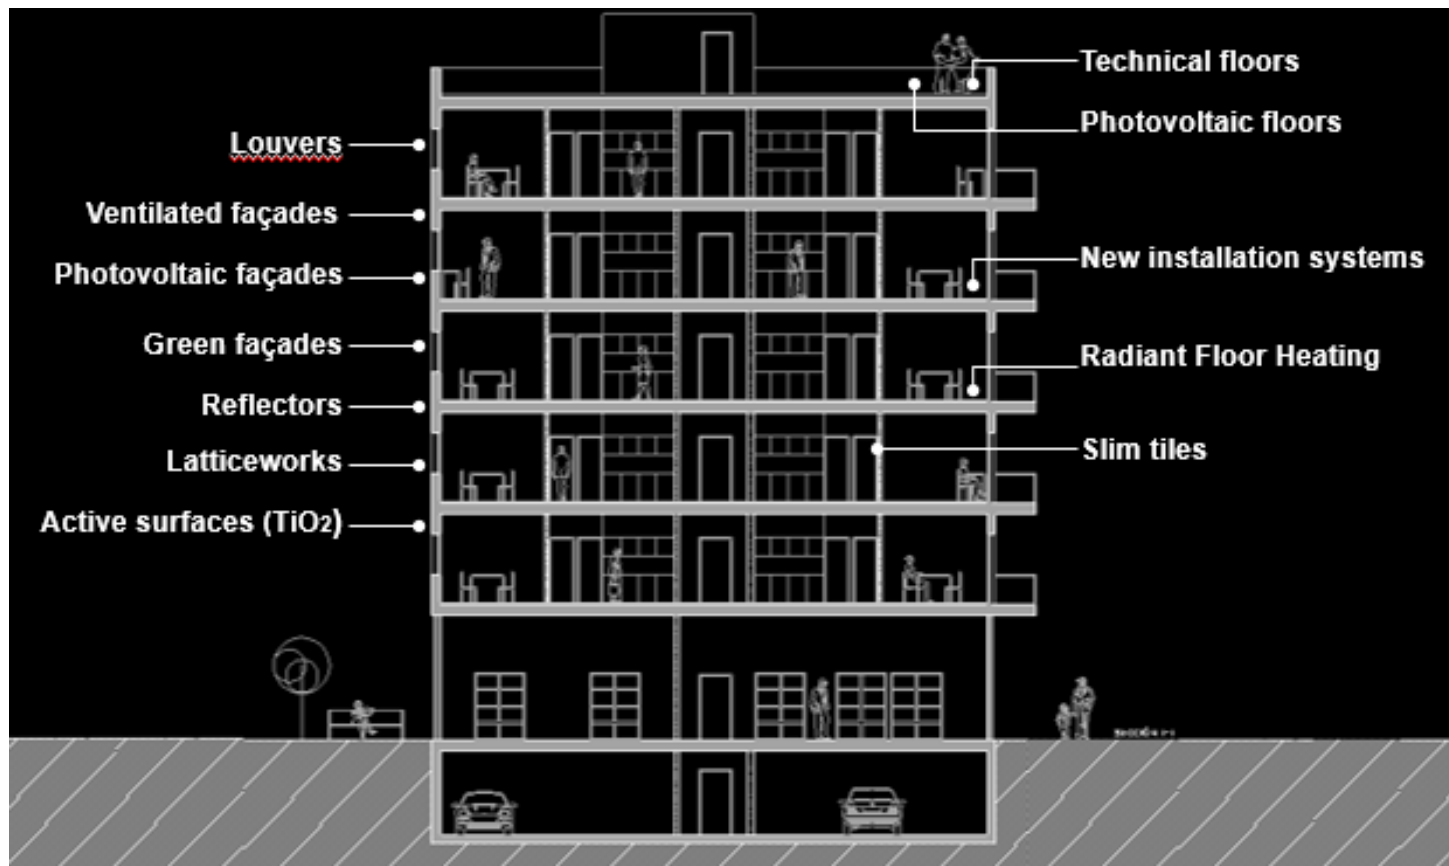 Technical floors
Photovoltaic floors
Louvers
Ventilated façades
Photovoltaic façades
New installation systems
Green façades
Radiant Floor Heating
Reflectors
Slim tiles
Latticeworks
Active surfaces (TiO2)